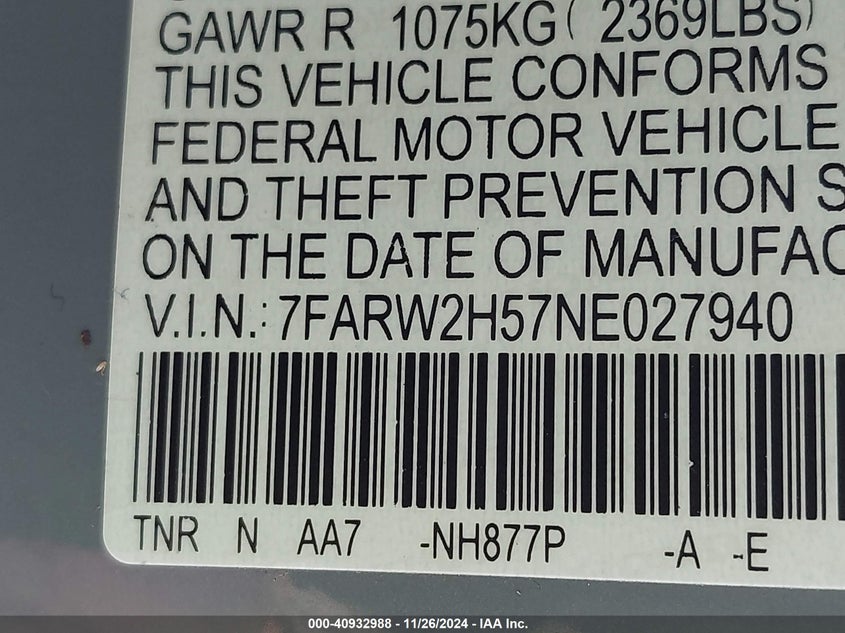 GAWR R 1075KG( 2369LBS)
THIS VEHICLE CONFORMS
FEDERAL MOTOR VEHICLE
AND THEFT PREVENTION S
ON THE DATE OF MANUFAC
V.I.N.: 7FARW2H57NE027940
TNR N AA7 -NH877P -A -E
000-40932988 - 11/26/2024 - IAA Inc.